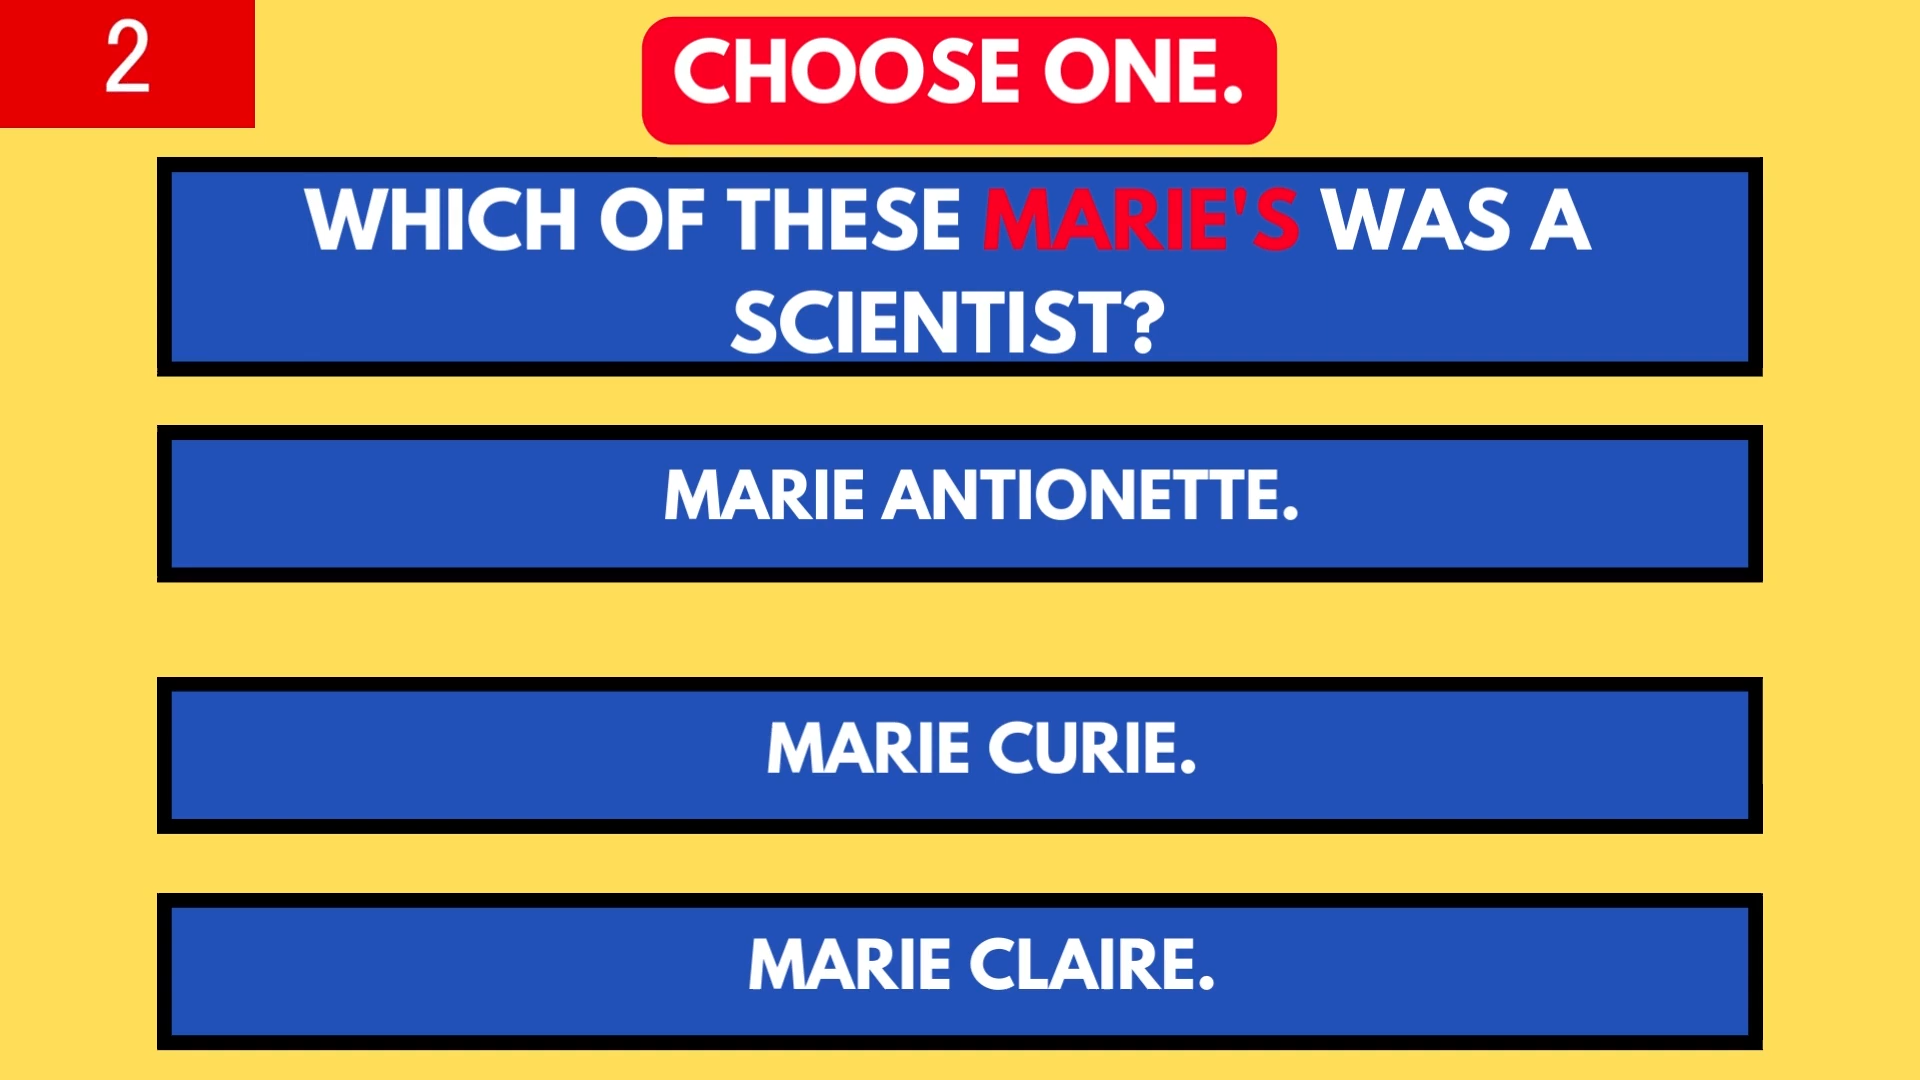 2
CHOOSE ONE.
WHICH OF THESE MARIE'S WAS A
SCIENTIST?
MARIE ANTIONETTE.
MARIE CURIE.
MARIE CLAIRE.